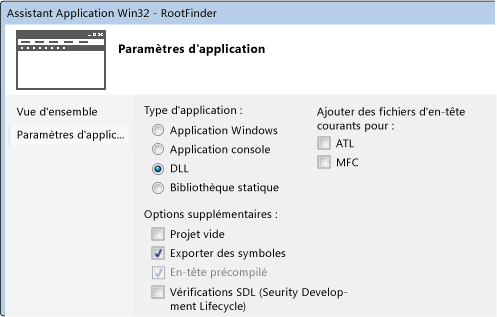 Assistant Application Win32 - RootFinder
Paramètres d'application
Vue d'ensemble
Paramètres d'applic...
Type d'application :
Application Windows
Application console
DLL
Bibliothèque statique
Options supplémentaires :
Projet vide
Exporter des symboles
En-tête précompilé
Vérifications SDL (Seurity Develop-
ment Lifecycle)
Ajouter des fichiers d'en-tête
courants pour :
ATL
MFC